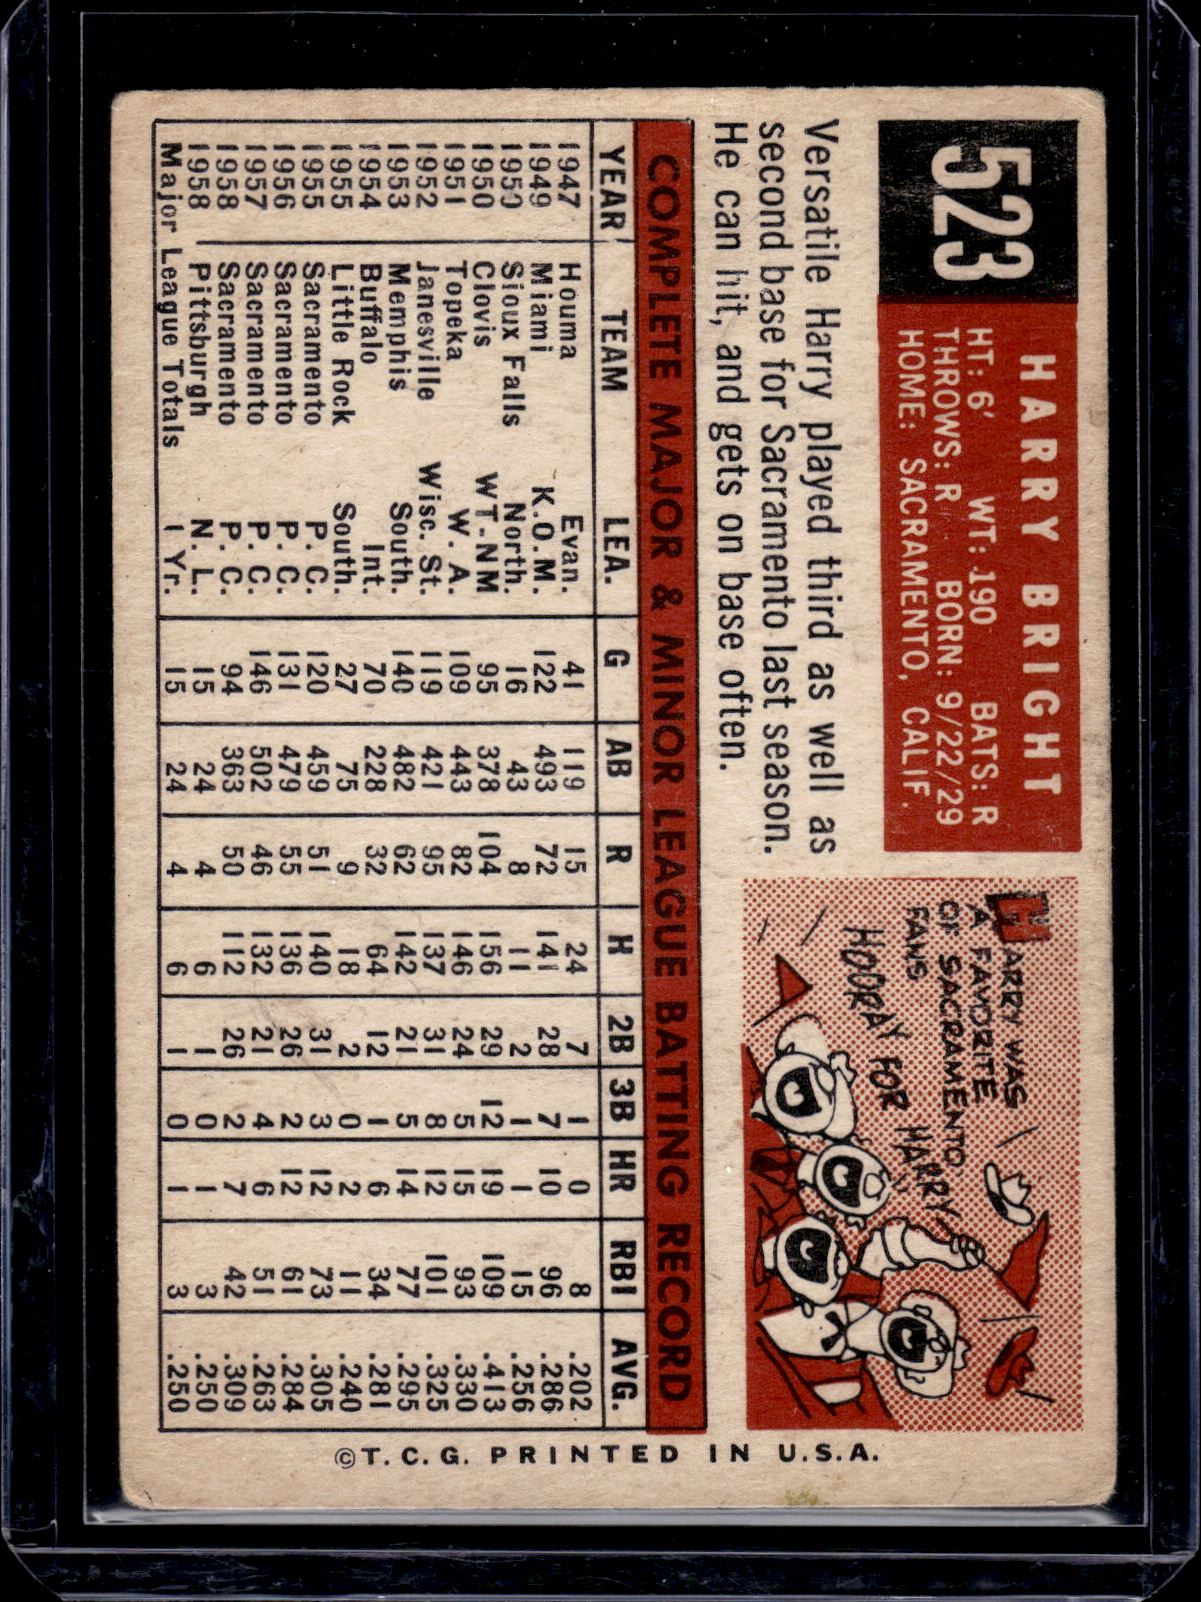 523
HARRY BRIGHT
HT: 6' WT: 190 BATS: R
THROWS: R BORN: 9/22/29
HOME: SACRAMENTO, CALIF.
Versatile Harry played third as well as
second base for Sacramento last season.
He can hit, and gets on base often.
HARRY WAS
A FAVORITE
OF SACRAMENTO
FANS
HOORAY FOR HARRY
COMPLETE MAJOR & MINOR LEAGUE BATTING RECORD
YEAR TEAM LEA. G AB R H 2B 3B HR RBI AVG.
1947 Houma Evan. 41 119 15 24 7 1 0 8 .202
1949 Miami K.O.M. 122 493 72 141 28 7 10 96 .286
1950 Sioux Falls North. 16 43 8 11 2 1 1 15 .256
1950 Clovis WT.NM 95 378 104 156 29 12 19 109 .413
1951 Topeka W. A. 109 443 82 146 24 5 15 93 .330
1952 Janesville Wisc. St. 119 421 95 137 31 8 12 101 .325
1953 Memphis South. 140 482 62 142 21 5 14 77 .295
1954 Buffalo Int. 70 228 32 64 12 1 6 34 .281
1955 Little Rock South. 27 75 9 18 2 0 2 11 .240
1955 Sacramento P. C. 120 459 51 140 31 3 12 73 .305
1956 Sacramento P. C. 131 479 55 136 26 2 12 61 .284
1957 Sacramento P. C. 146 502 46 132 21 4 6 51 .263
1958 Sacramento P. C. 94 363 50 112 26 2 7 42 .309
1958 Pittsburgh N. L. 15 24 4 6 1 0 1 3 .250
Major League Totals 1 Yr. 15 24 4 6 1 0 1 3 .250
©T. C. G. PRINTED IN U.S.A.